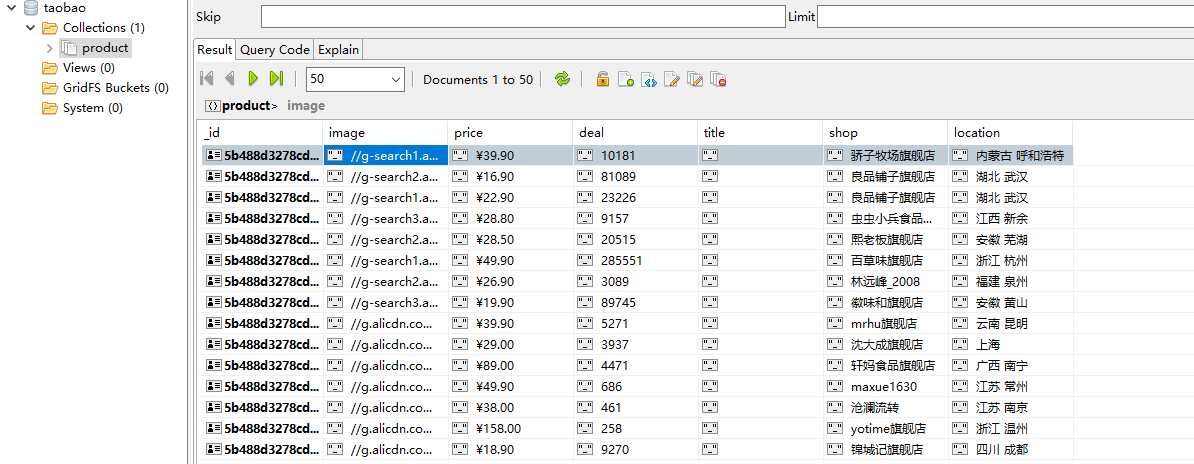 taobao
Collections (1)
product
Views (0)
GridFS Buckets (0)
System (0)
Skip
Limit
Result Query Code Explain
50 Documents 1 to 50
product> image
_id image price deal title shop location
5b488d3278cd... //g-search1.a... ¥39.90 10181 骄子牧场旗舰店 内蒙古 呼和浩特
5b488d3278cd... //g-search2.a... ¥16.90 81089 良品铺子旗舰店 湖北 武汉
5b488d3278cd... //g-search1.a... ¥22.90 23226 良品铺子旗舰店 湖北 武汉
5b488d3278cd... //g-search3.a... ¥28.80 9157 虫虫小兵食品... 江西 新余
5b488d3278cd... //g-search2.a... ¥28.50 20515 熙老板旗舰店 安徽 芜湖
5b488d3278cd... //g-search1.a... ¥49.90 285551 百草味旗舰店 浙江 杭州
5b488d3278cd... //g-search2.a... ¥26.90 3089 林远峰_2008 福建 泉州
5b488d3278cd... //g-search3.a... ¥19.90 89745 徽味和旗舰店 安徽 黄山
5b488d3278cd... //g.alicdn.co... ¥39.90 5271 mrhu旗舰店 云南 昆明
5b488d3278cd... //g.alicdn.co... ¥29.00 3937 沈大成旗舰店 上海
5b488d3278cd... //g.alicdn.co... ¥89.00 4471 轩妈食品旗舰店 广西 南宁
5b488d3278cd... //g.alicdn.co... ¥49.90 686 maxue1630 江苏 常州
5b488d3278cd... //g.alicdn.co... ¥38.00 461 沧澜流转 江苏 南京
5b488d3278cd... //g.alicdn.co... ¥158.00 258 yotime旗舰店 浙江 温州
5b488d3278cd... //g.alicdn.co... ¥18.90 9270 锦城记旗舰店 四川 成都